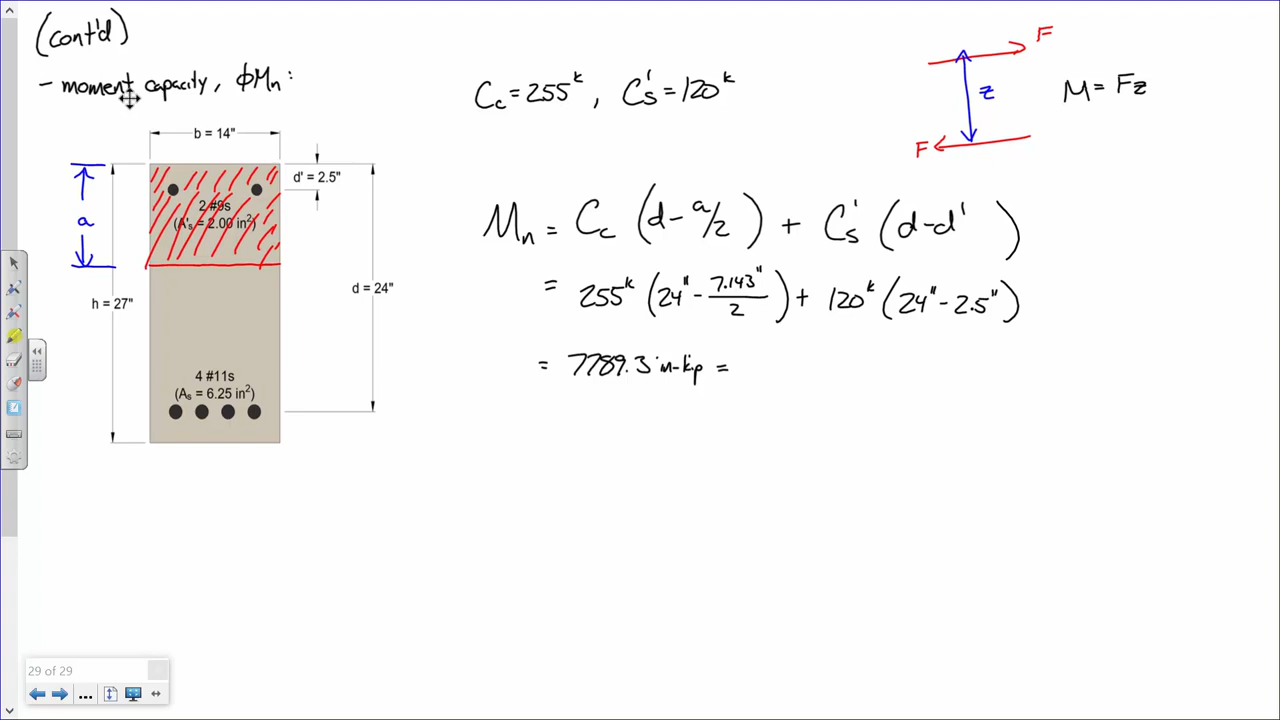 (cont'd)
- moment capacity, ϕMn:
Cc = 255ᵏ, Cs' = 120ᵏ
F
z
F
M = Fz
b = 14"
d' = 2.5"
a
2 #9s
(A's = 2.00 in²)
h = 27"
d = 24"
4 #11s
(As = 6.25 in²)
Mn = Cc (d - a/2) + Cs' (d - d')
= 255ᵏ (24" - 7.143"/2) + 120ᵏ (24" - 2.5")
= 7789.3 in-kip =
29 of 29